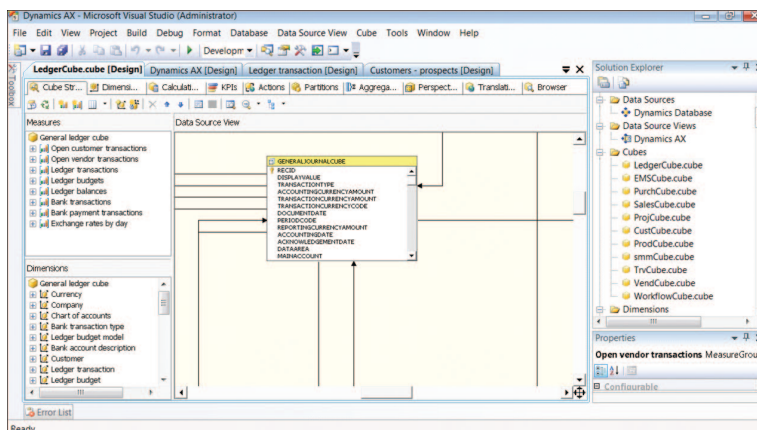 Dynamics AX - Microsoft Visual Studio (Administrator)
File Edit View Project Build Debug Format Database Data Source View Cube Tools Window Help
Developm
LedgerCube.cube [Design] Dynamics AX [Design] Ledger transaction [Design] Customers - prospects [Design]
Toolbox
Cube Str... Dimensi... Calculati... KPIs Actions Partitions Aggrega... Perspect... Translati... Browser
Measures
General ledger cube
Open customer transactions
Open vendor transactions
Ledger transactions
Ledger budgets
Ledger balances
Bank transactions
Bank payment transactions
Exchange rates by day
Dimensions
General ledger cube
Currency
Company
Chart of accounts
Bank transaction type
Ledger budget model
Bank account description
Customer
Ledger transaction
Ledger budget
Data Source View
GENERALJOURNALCUBE
RECID
DISPLAYVALUE
TRANSACTIONTYPE
ACCOUNTINGCURRENCYAMOUNT
TRANSACTIONCURRENCYAMOUNT
TRANSACTIONCURRENCYCODE
DOCUMENTDATE
PERIODCODE
REPORTINGCURRENCYAMOUNT
ACCOUNTINGDATE
ACKNOWLEDGEMENTDATE
DATAAREA
MAINACCOUNT
Solution Explorer
Data Sources
Dynamics Database
Data Source Views
Dynamics AX
Cubes
LedgerCube.cube
EMSCube.cube
PurchCube.cube
SalesCube.cube
ProjCube.cube
CustCube.cube
ProdCube.cube
smmCube.cube
TrvCube.cube
VendCube.cube
WorkflowCube.cube
Dimensions
Properties
Open vendor transactions MeasureGrou
Configurable
Error List
Ready